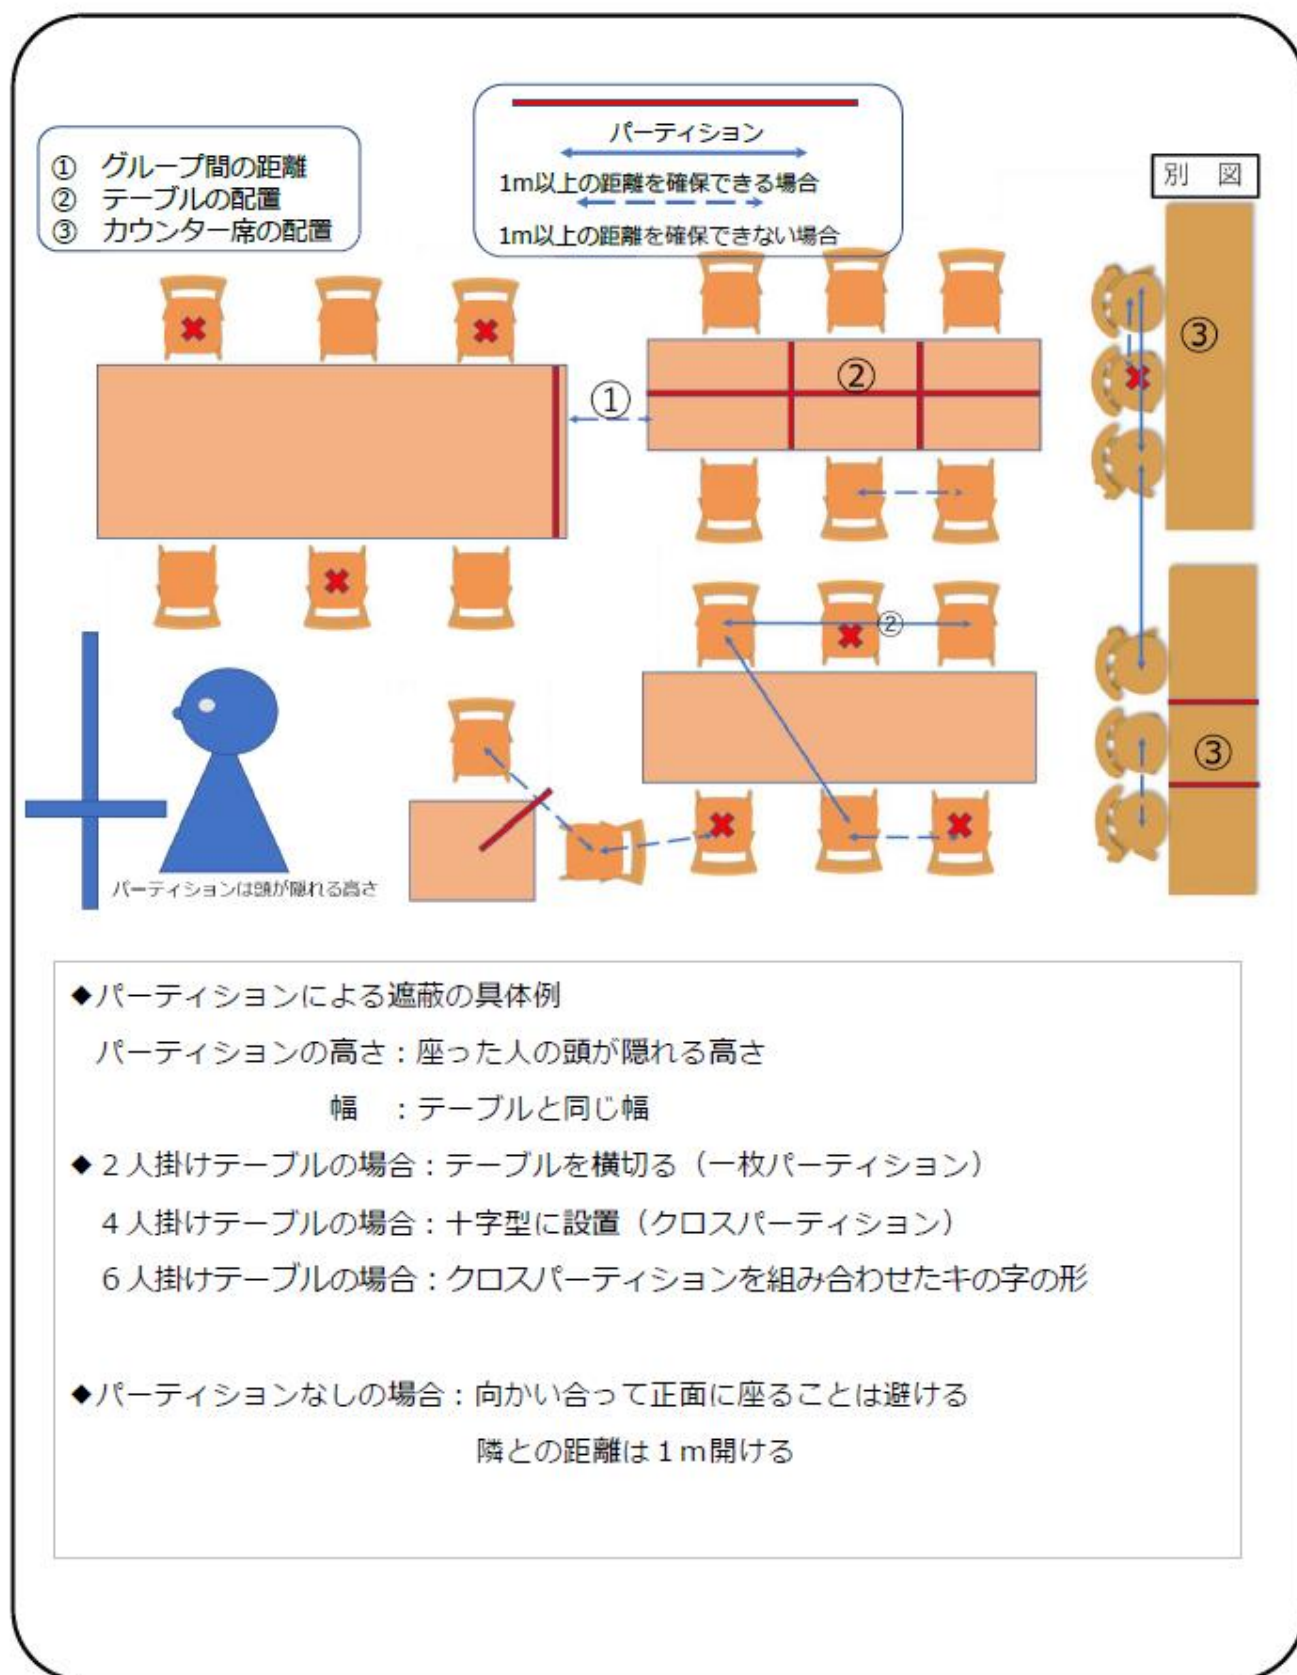 ① グループ間の距離
② テーブルの配置
③ カウンター席の配置
パーティション
1m以上の距離を確保できる場合
1m以上の距離を確保できない場合
別 図
①
②
③
②
③
パーティションは頭が隠れる高さ
◆パーティションによる遮蔽の具体例
パーティションの高さ：座った人の頭が隠れる高さ
幅 ：テーブルと同じ幅
◆２人掛けテーブルの場合：テーブルを横切る（一枚パーティション）
４人掛けテーブルの場合：十字型に設置（クロスパーティション）
６人掛けテーブルの場合：クロスパーティションを組み合わせたキの字の形
◆パーティションなしの場合：向かい合って正面に座ることは避ける
隣との距離は１ｍ開ける